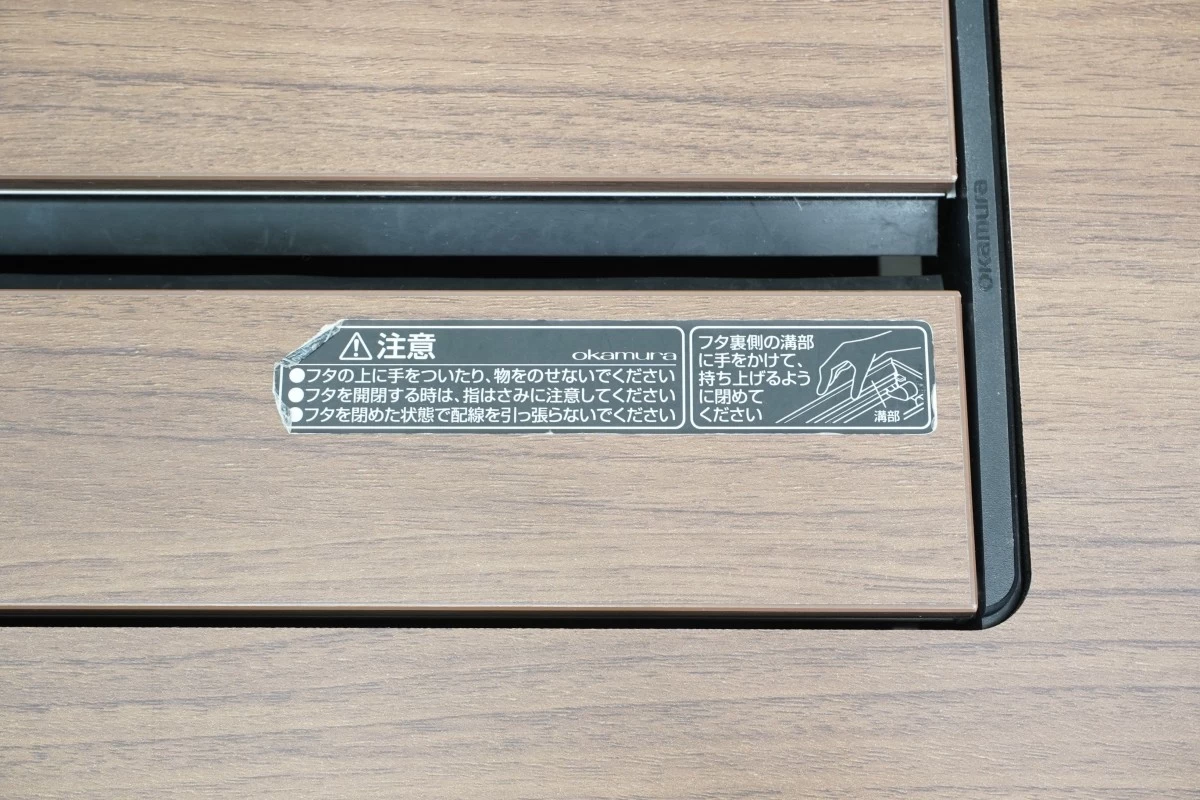 ⚠注意
okamura
●フタの上に手をついたり、物をのせないでください
●フタを開閉する時は、指はさみに注意してください
●フタを閉めた状態で配線を引っ張らないでください
フタ裏側の溝部
に手をかけて、
持ち上げるよう
に閉めて
ください
溝部
okamura